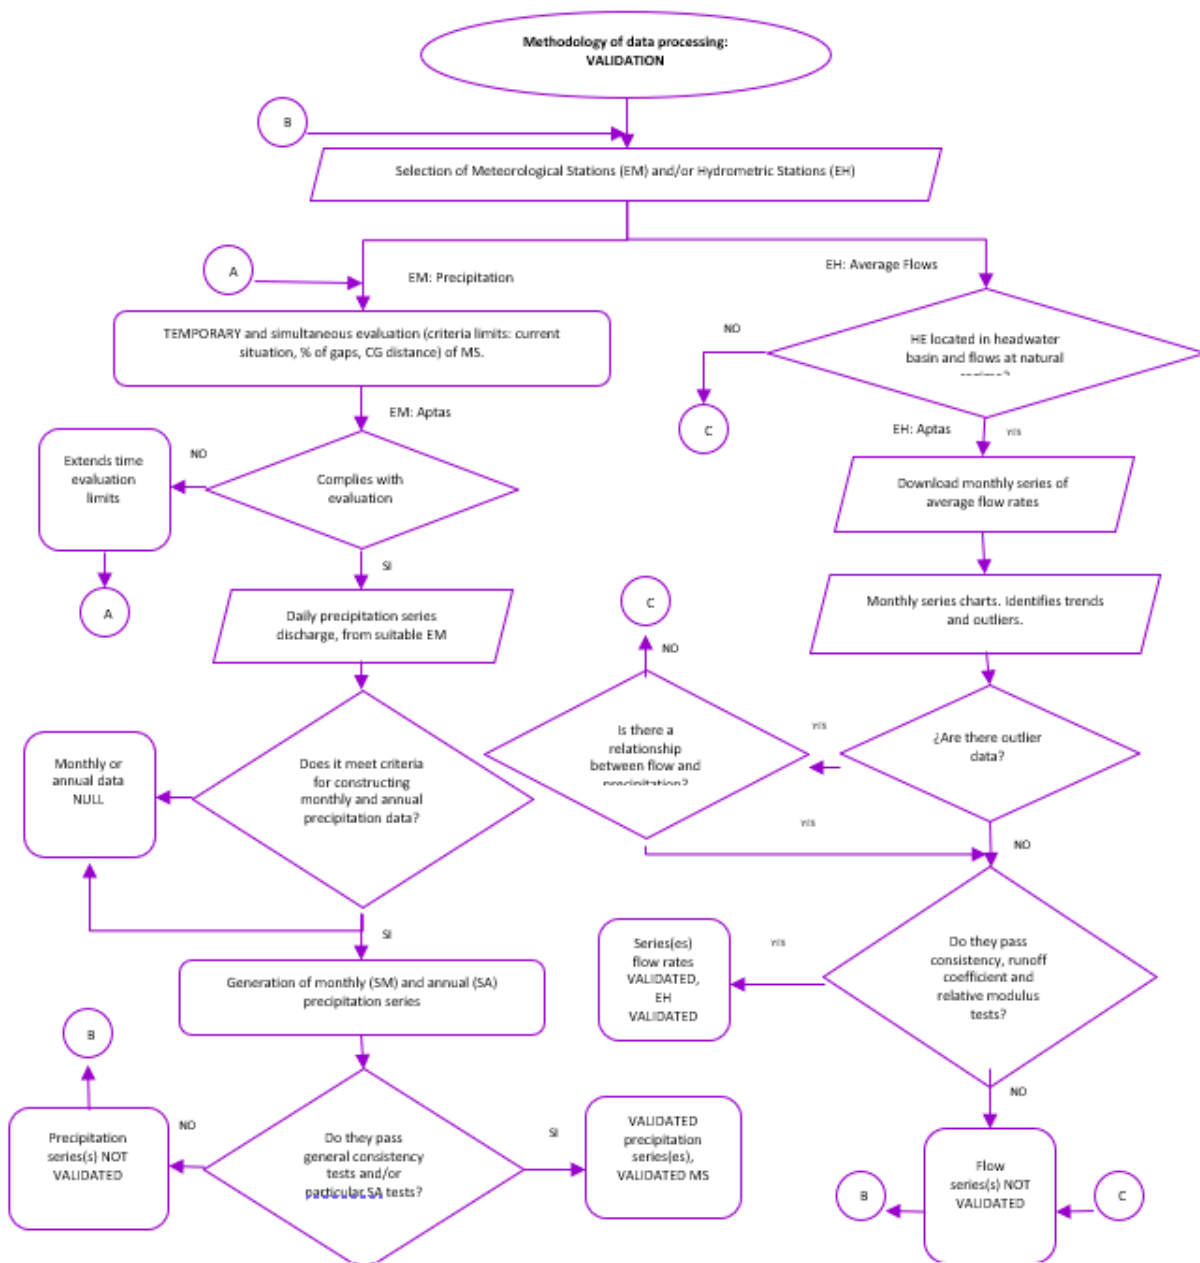 Methodology of data processing:
VALIDATION
B
Selection of Meteorological Stations (EM) and/or Hydrometric Stations (EH)
A
EM: Precipitation
EH: Average Flows
TEMPORARY and simultaneous evaluation (criteria limits: current
situation, % of gaps, CG distance) of MS.
NO
HE located in headwater
basin and flows at natural
C
EM: Aptas
EH: Aptas
YES
Extends time
evaluation
limits
NO
Complies with
evaluation
Download monthly series of
average flow rates
SI
A
Daily precipitation series
discharge, from suitable EM
C
Monthly series charts. Identifies trends
and outliers.
NO
Monthly or
annual data
NULL
Does it meet criteria
for constructing
monthly and annual
precipitation data?
Is there a
relationship
between flow and
precipitation?
YES
¿Are there outlier
data?
YES
NO
SI
Generation of monthly (SM) and annual (SA)
precipitation series
Series(es)
flow rates
VALIDATED,
EH
VALIDATED
YES
Do they pass
consistency, runoff
coefficient and
relative modulus
tests?
B
NO
Precipitation
series(s) NOT
VALIDATED
NO
Do they pass
general consistency
tests and/or
particular SA tests?
SI
VALIDATED
precipitation
series(es),
VALIDATED MS
B
Flow
series(s) NOT
VALIDATED
C